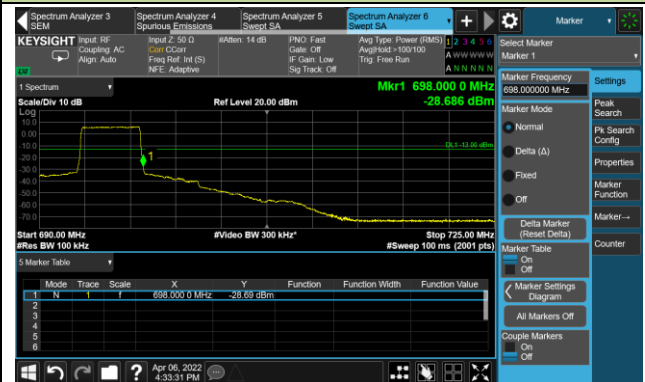 Spectrum Analyzer 3
SEM
Spectrum Analyzer 4
Spurious Emissions
Spectrum Analyzer 5
Swept SA
Spectrum Analyzer 6
Swept SA
Marker
KEYSIGHT
Input: RF
Coupling: AC
Align: Auto
Input Z: 50 Ω
Corr CCorr
Freq Ref: Int (S)
NFE: Adaptive
#Atten: 14 dB
PNO: Fast
Gate: Off
IF Gain: Low
Sig Track: Off
Avg Type: Power (RMS)
Avg|Hold:>100/100
Trig: Free Run
1 2 3 4 5 6
A W W W W W
A N N N N N
Select Marker
Marker 1
1 Spectrum
Scale/Div 10 dB
Ref Level 20.00 dBm
Mkr1 698.000 0 MHz
-28.686 dBm
Log
10.0
0.00
-10.0
-20.0
-30.0
-40.0
-50.0
-60.0
-70.0
DL1 -13.00 dBm
1
Start 690.00 MHz
#Res BW 100 kHz
#Video BW 300 kHz*
Stop 725.00 MHz
#Sweep 100 ms (2001 pts)
5 Marker Table
Mode Trace Scale X Y Function Function Width Function Value
1 N 1 f 698.000 0 MHz -28.69 dBm
2
3
4
5
6
Marker Frequency
698.000000 MHz
Marker Mode
Normal
Delta (Δ)
Fixed
Off
Delta Marker
(Reset Delta)
Marker Table
On
Off
Marker Settings
Diagram
All Markers Off
Couple Markers
On
Off
Settings
Peak
Search
Pk Search
Config
Properties
Marker
Function
Marker→
Counter
Apr 06, 2022
4:33:31 PM